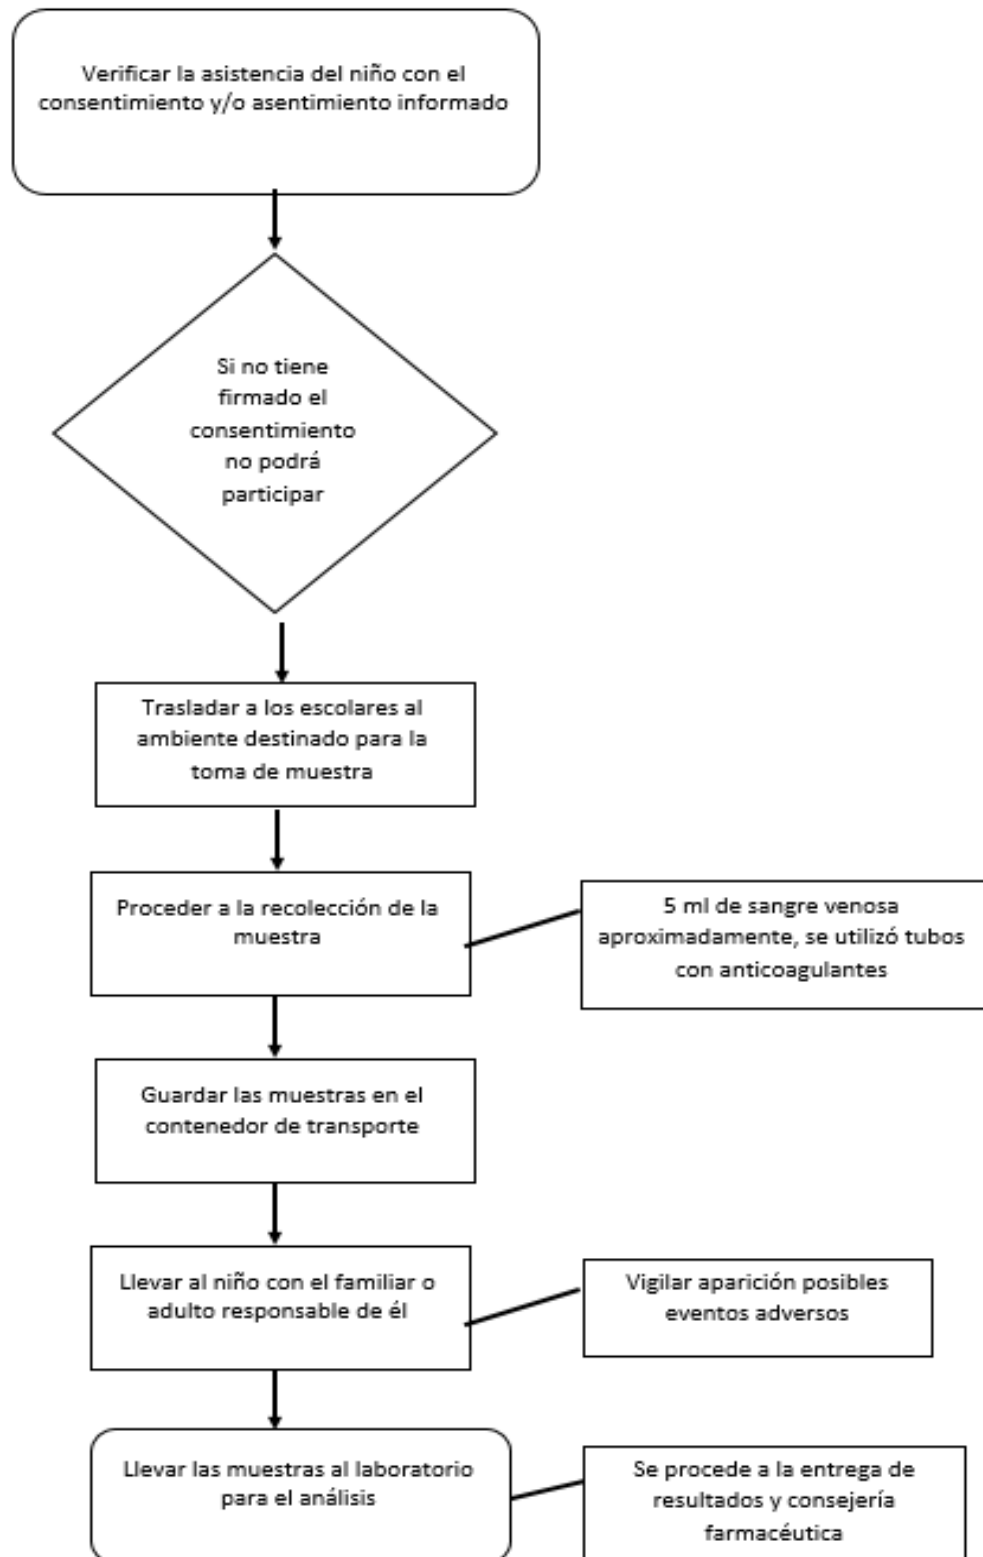 Verificar la asistencia del niño con el
consentimiento y/o asentimiento informado
Si no tiene
firmado el
consentimiento
no podrá
participar
Trasladar a los escolares al
ambiente destinado para la
toma de muestra
Proceder a la recolección de la
muestra
5 ml de sangre venosa
aproximadamente, se utilizó tubos
con anticoagulantes
Guardar las muestras en el
contenedor de transporte
Llevar al niño con el familiar o
adulto responsable de él
Vigilar aparición posibles
eventos adversos
Llevar las muestras al laboratorio
para el análisis
Se procede a la entrega de
resultados y consejería
farmacéutica